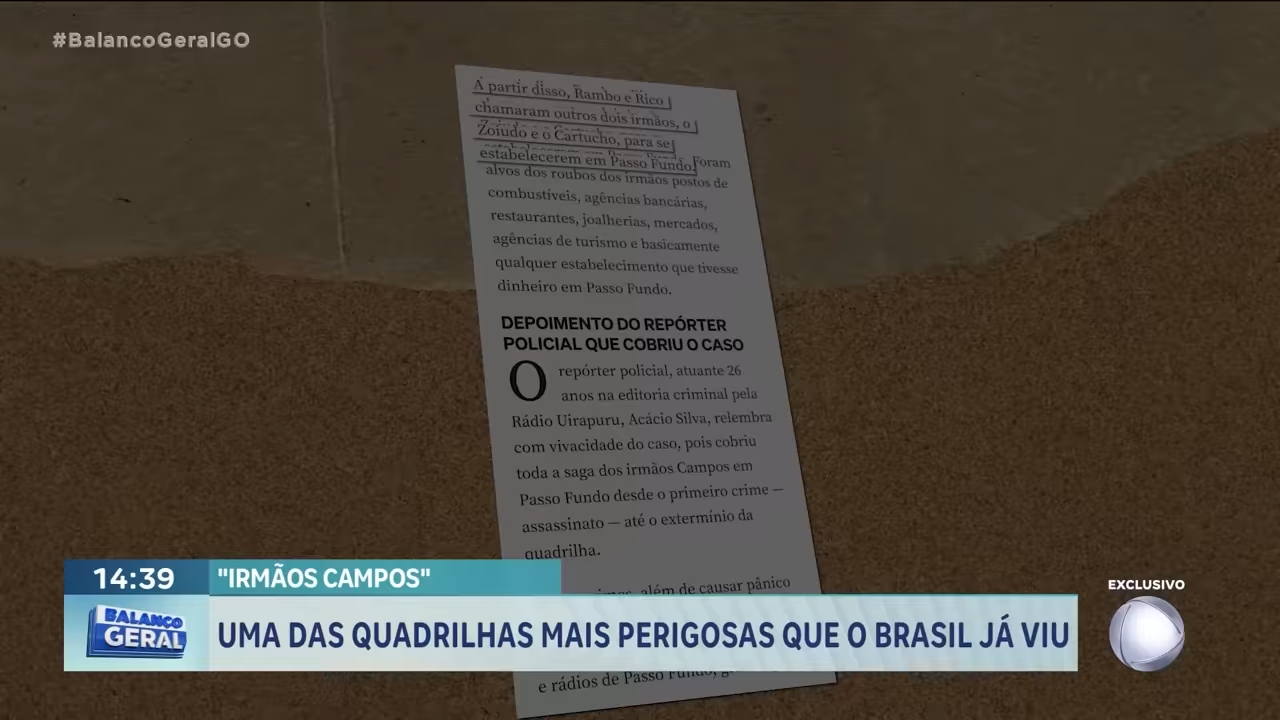 #BalancoGeralGO
A partir disso, Rambo e Rico
chamaram outros dois irmãos, o
Zoiudo e o Cartucho, para se
estabelecerem em Passo Fundo. Foram
alvos dos roubos dos irmãos postos de
combustíveis, agências bancárias,
restaurantes, joalherias, mercados,
agências de turismo e basicamente
qualquer estabelecimento que tivesse
dinheiro em Passo Fundo.
DEPOIMENTO DO REPÓRTER
POLICIAL QUE COBRIU O CASO
O repórter policial, atuante 26
anos na editoria criminal pela
Rádio Uirapuru, Acácio Silva, relembra
com vivacidade do caso, pois cobriu
toda a saga dos irmãos Campos em
Passo Fundo desde o primeiro crime —
assassinato — até o extermínio da
quadrilha.
além de causar pânico
e rádios de Passo Fundo,
14:39
"IRMÃOS CAMPOS"
BALANCO
GERAL
UMA DAS QUADRILHAS MAIS PERIGOSAS QUE O BRASIL JÁ VIU
EXCLUSIVO